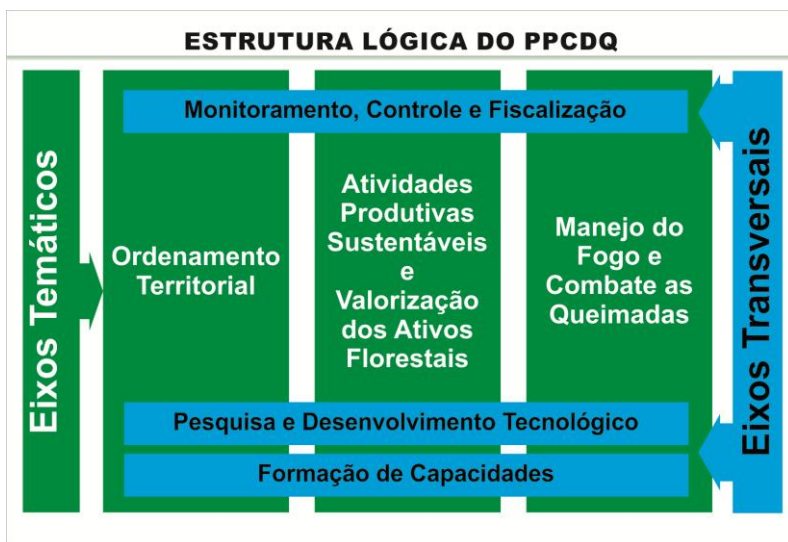 ESTRUTURA LÓGICA DO PPCDQ
Eixos Temáticos
Monitoramento, Controle e Fiscalização
Ordenamento
Territorial
Atividades
Produtivas
Sustentáveis
e
Valorização
dos Ativos
Florestais
Manejo do
Fogo e
Combate as
Queimadas
Pesquisa e Desenvolvimento Tecnológico
Formação de Capacidades
Eixos Transversais